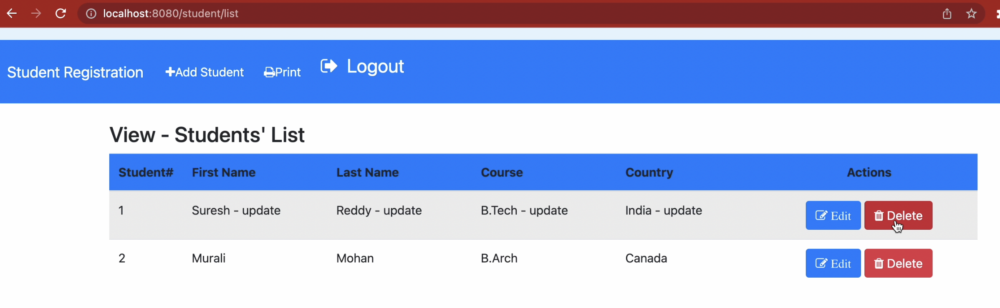 localhost:8080/student/list
Student Registration Add Student Print Logout
View - Students' List
Student# First Name Last Name Course Country Actions
1 Suresh - update Reddy - update B.Tech - update India - update Edit Delete
2 Murali Mohan B.Arch Canada Edit Delete